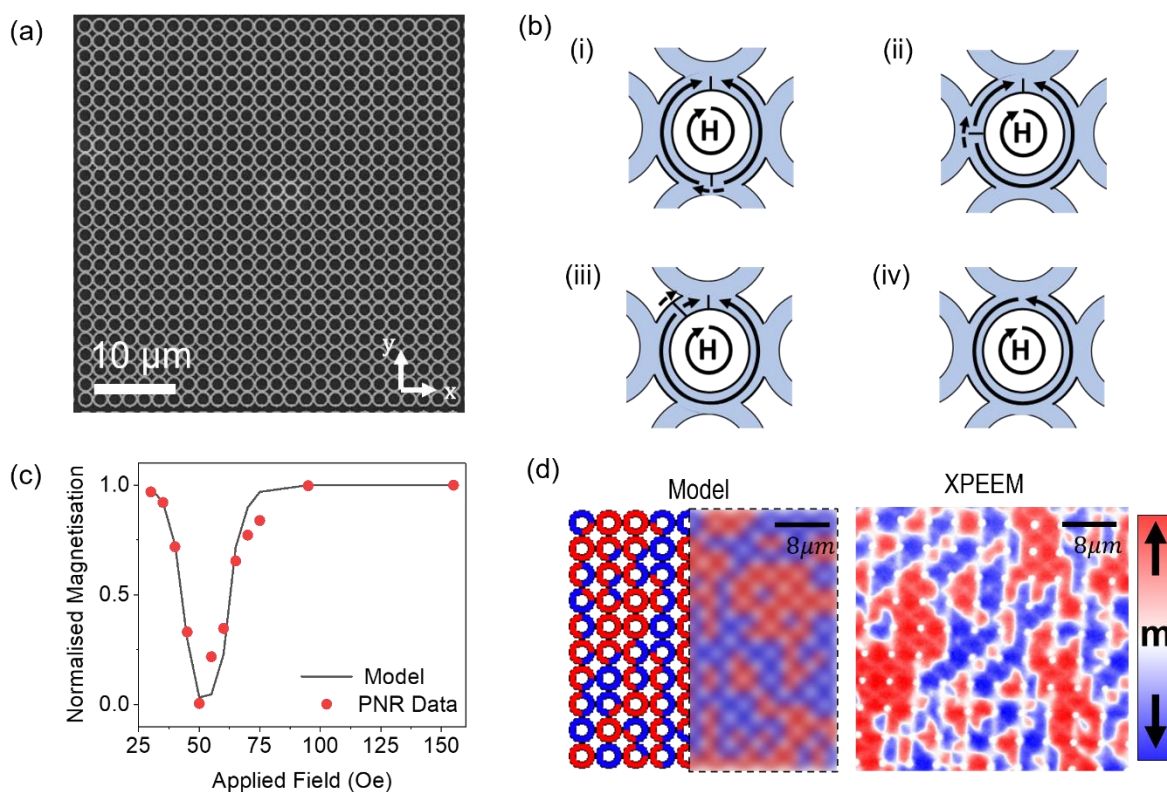 (a)
10 μm
y
x
(b)
(i)
H
(ii)
H
(iii)
H
(iv)
H
(c)
Normalised Magnetisation
1.0
0.5
0.0
Model
PNR Data
25 50 75 100 125 150
Applied Field (Oe)
(d)
Model
8μm
XPEEM
8μm
m